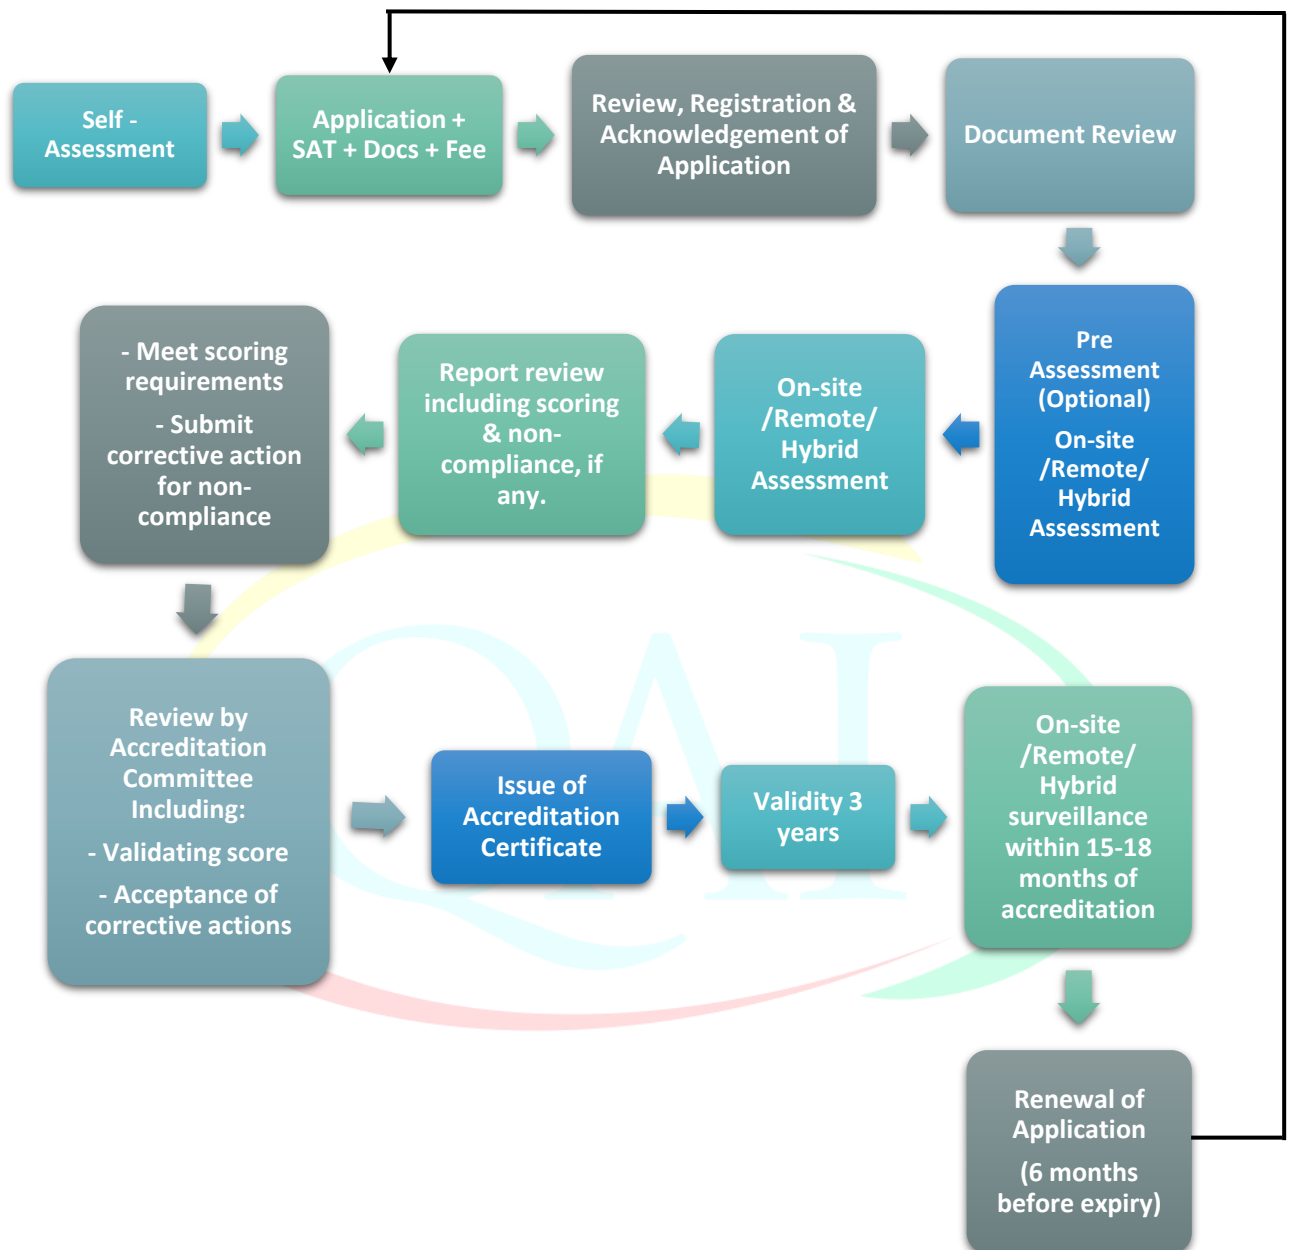 Self -
Assessment
Application +
SAT + Docs + Fee
Review, Registration &
Acknowledgement of
Application
Document Review
Pre
Assessment
(Optional)
On-site
/Remote/
Hybrid
Assessment
On-site
/Remote/
Hybrid
Assessment
Report review
including scoring
& non-
compliance, if
any.
- Meet scoring
requirements
- Submit
corrective action
for non-
compliance
Review by
Accreditation
Committee
Including:
- Validating score
- Acceptance of
corrective actions
Issue of
Accreditation
Certificate
Validity 3
years
On-site
/Remote/
Hybrid
surveillance
within 15-18
months of
accreditation
Renewal of
Application
(6 months
before expiry)
QAI